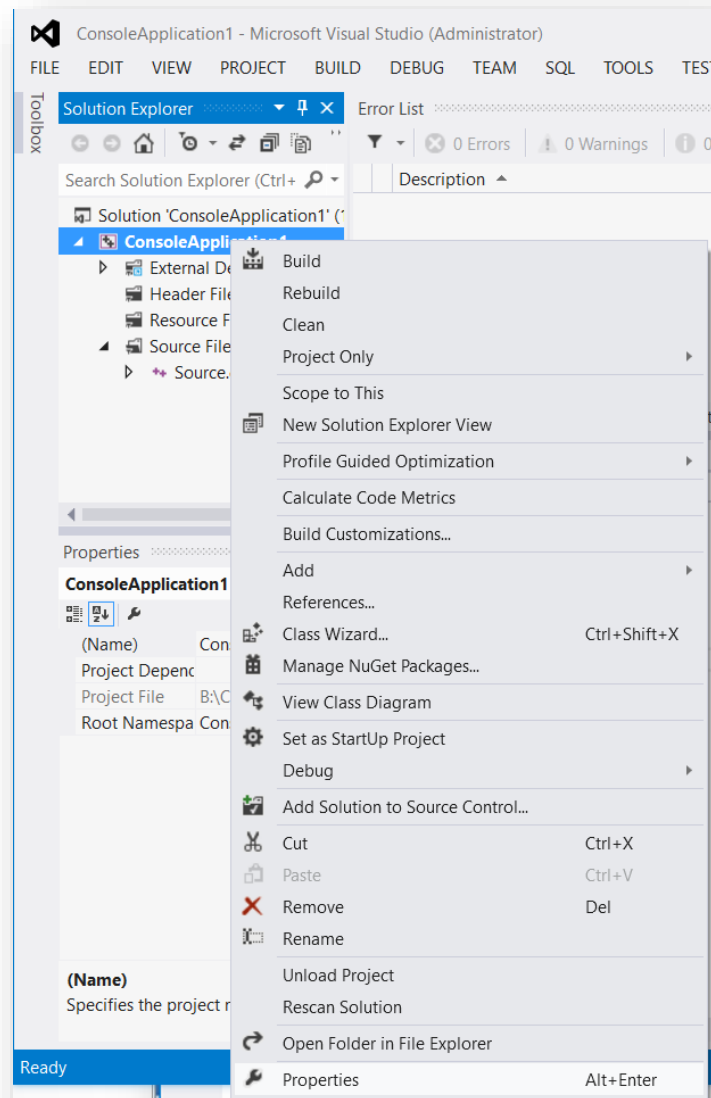 ConsoleApplication1 - Microsoft Visual Studio (Administrator)
FILE EDIT VIEW PROJECT BUILD DEBUG TEAM SQL TOOLS TEST
Toolbox
Solution Explorer
Error List
0 Errors 0 Warnings 0
Search Solution Explorer (Ctrl+
Description
Solution 'ConsoleApplication1' (
ConsoleApplication1
External De
Header File
Resource F
Source File
Source.
Build
Rebuild
Clean
Project Only
Scope to This
New Solution Explorer View
Profile Guided Optimization
Calculate Code Metrics
Build Customizations...
Add
References...
Class Wizard... Ctrl+Shift+X
Manage NuGet Packages...
View Class Diagram
Set as StartUp Project
Debug
Add Solution to Source Control...
Cut Ctrl+X
Paste Ctrl+V
Remove Del
Rename
Unload Project
Rescan Solution
Open Folder in File Explorer
Properties Alt+Enter
Properties
ConsoleApplication1
(Name) Con
Project Depend
Project File B:\C
Root Namespa Con
(Name)
Specifies the project n
Ready